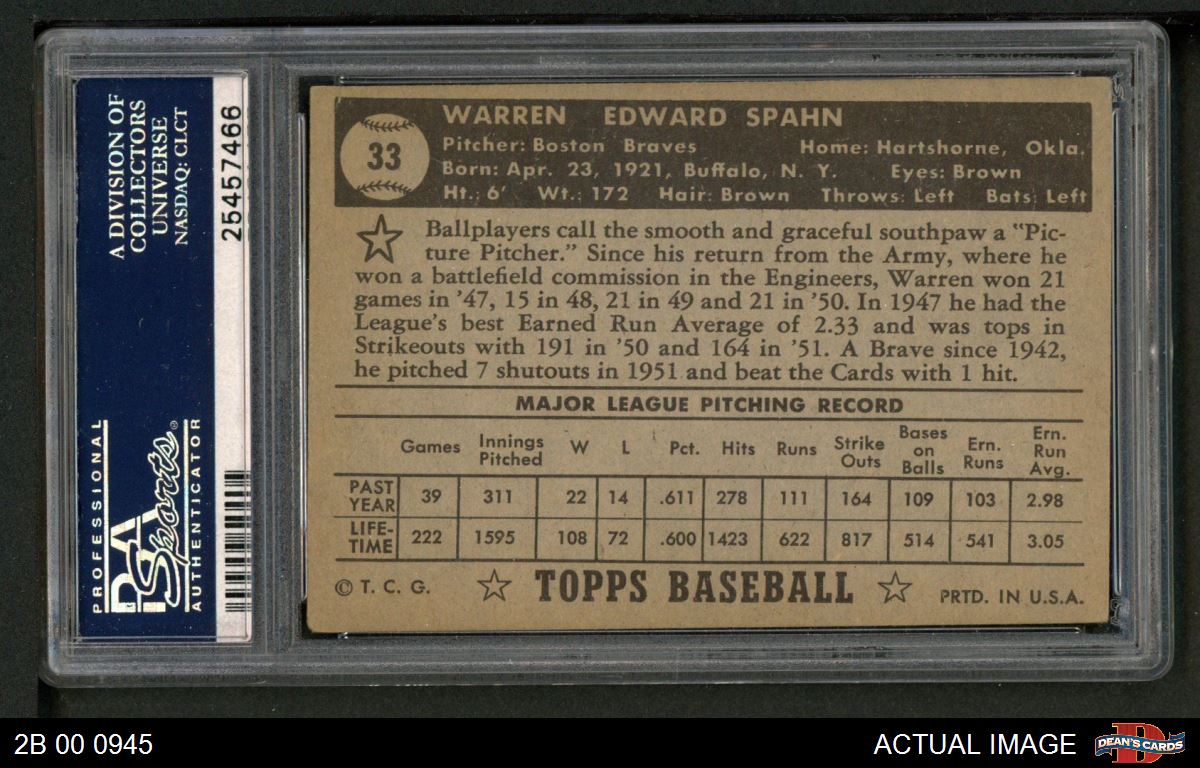 A DIVISION OF
COLLECTORS
UNIVERSE
NASDAQ: CLCT
25457466
PROFESSIONAL
PSA
Sports®
AUTHENTICATOR
33
WARREN EDWARD SPAHN
Pitcher: Boston Braves Home: Hartshorne, Okla.
Born: Apr. 23, 1921, Buffalo, N. Y. Eyes: Brown
Ht.: 6' Wt.: 172 Hair: Brown Throws: Left Bats: Left
Ballplayers call the smooth and graceful southpaw a "Pic-
ture Pitcher." Since his return from the Army, where he
won a battlefield commission in the Engineers, Warren won 21
games in '47, 15 in 48, 21 in 49 and 21 in '50. In 1947 he had the
League's best Earned Run Average of 2.33 and was tops in
Strikeouts with 191 in '50 and 164 in '51. A Brave since 1942,
he pitched 7 shutouts in 1951 and beat the Cards with 1 hit.
MAJOR LEAGUE PITCHING RECORD
Games Innings Pitched W L Pct. Hits Runs Strike Outs Bases on Balls Ern. Runs Ern. Run Avg.
PAST YEAR 39 311 22 14 .611 278 111 164 109 103 2.98
LIFE-TIME 222 1595 108 72 .600 1423 622 817 514 541 3.05
© T. C. G. TOPPS BASEBALL PRTD. IN U.S.A.
2B 00 0945
ACTUAL IMAGE
D
DEAN'S CARDS